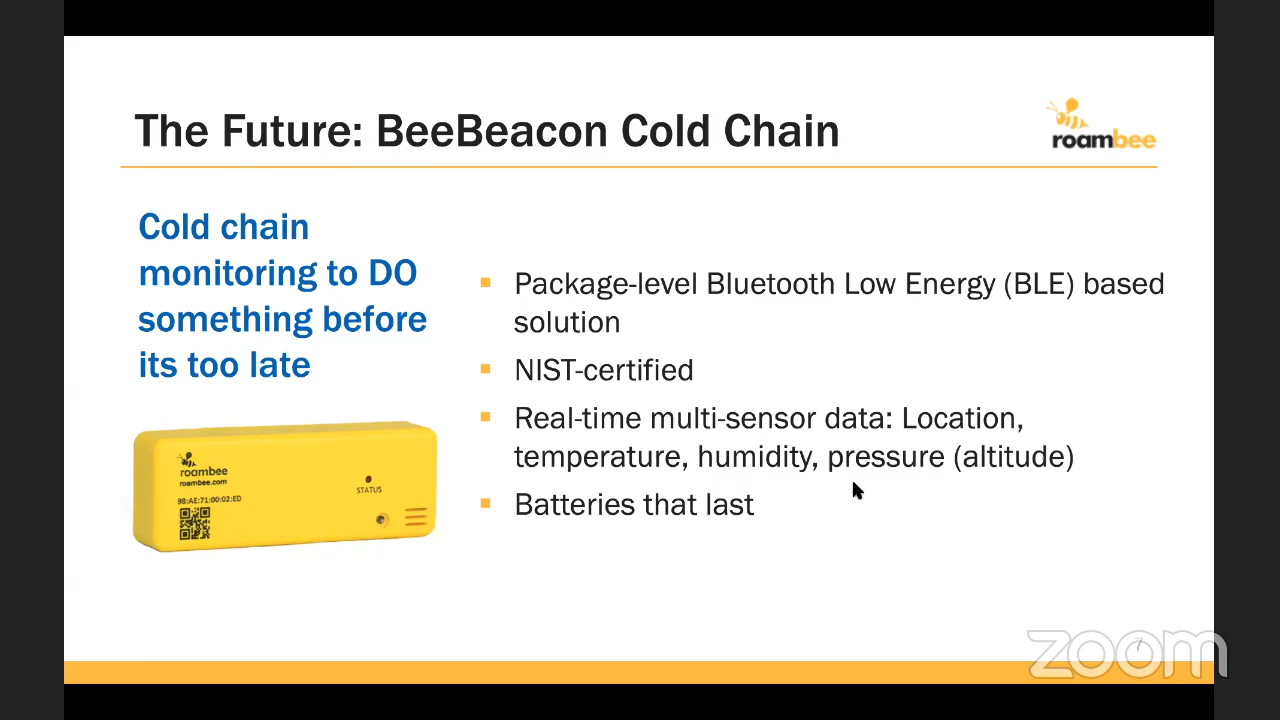 The Future: BeeBeacon Cold Chain
roambee
Cold chain
monitoring to DO
something before
its too late
Package-level Bluetooth Low Energy (BLE) based
solution
NIST-certified
Real-time multi-sensor data: Location,
temperature, humidity, pressure (altitude)
Batteries that last
roambee
roambee.com
98:AE:71:00:02:ED
STATUS
7
zoom